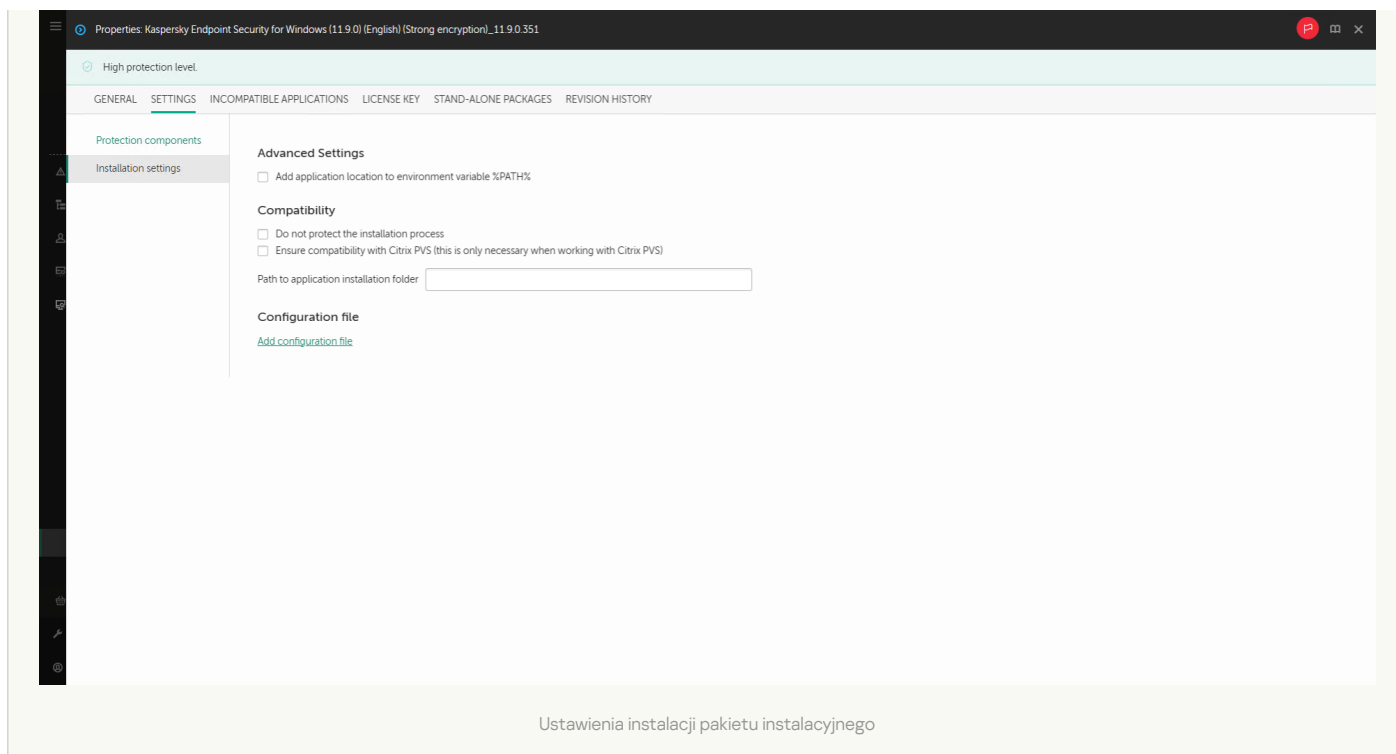 Properties: Kaspersky Endpoint Security for Windows (11.9.0) (English) (Strong encryption)_11.9.0.351
High protection level.
GENERAL SETTINGS INCOMPATIBLE APPLICATIONS LICENSE KEY STAND-ALONE PACKAGES REVISION HISTORY
Protection components
Installation settings
Advanced Settings
Add application location to environment variable %PATH%
Compatibility
Do not protect the installation process
Ensure compatibility with Citrix PVS (this is only necessary when working with Citrix PVS)
Path to application installation folder
Configuration file
Add configuration file
Ustawienia instalacji pakietu instalacyjnego